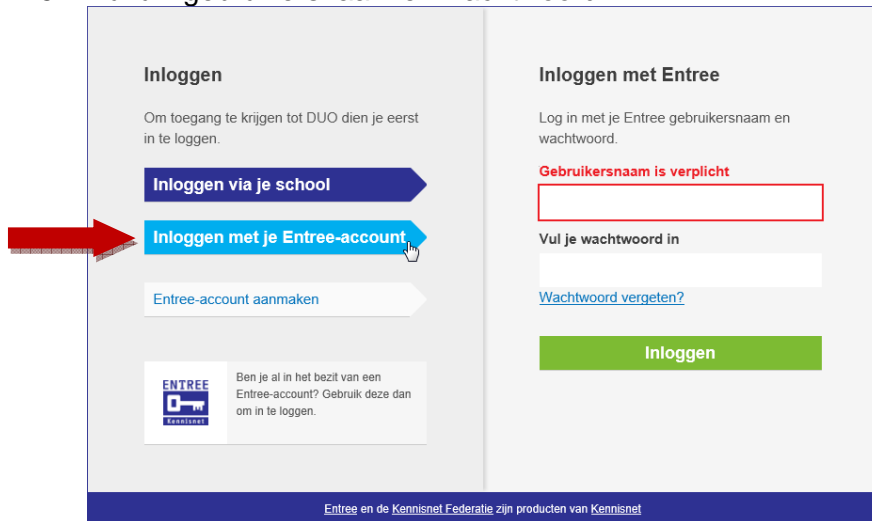 Inloggen
Om toegang te krijgen tot DUO dien je eerst
in te loggen.
Inloggen via je school
Inloggen met je Entree-account
Entree-account aanmaken
ENTREE
Kennisnet
Ben je al in het bezit van een
Entree-account? Gebruik deze dan
om in te loggen.
Inloggen met Entree
Log in met je Entree gebruikersnaam en
wachtwoord.
Gebruikersnaam is verplicht
Vul je wachtwoord in
Wachtwoord vergeten?
Inloggen
Entree en de Kennisnet Federatie zijn producten van Kennisnet